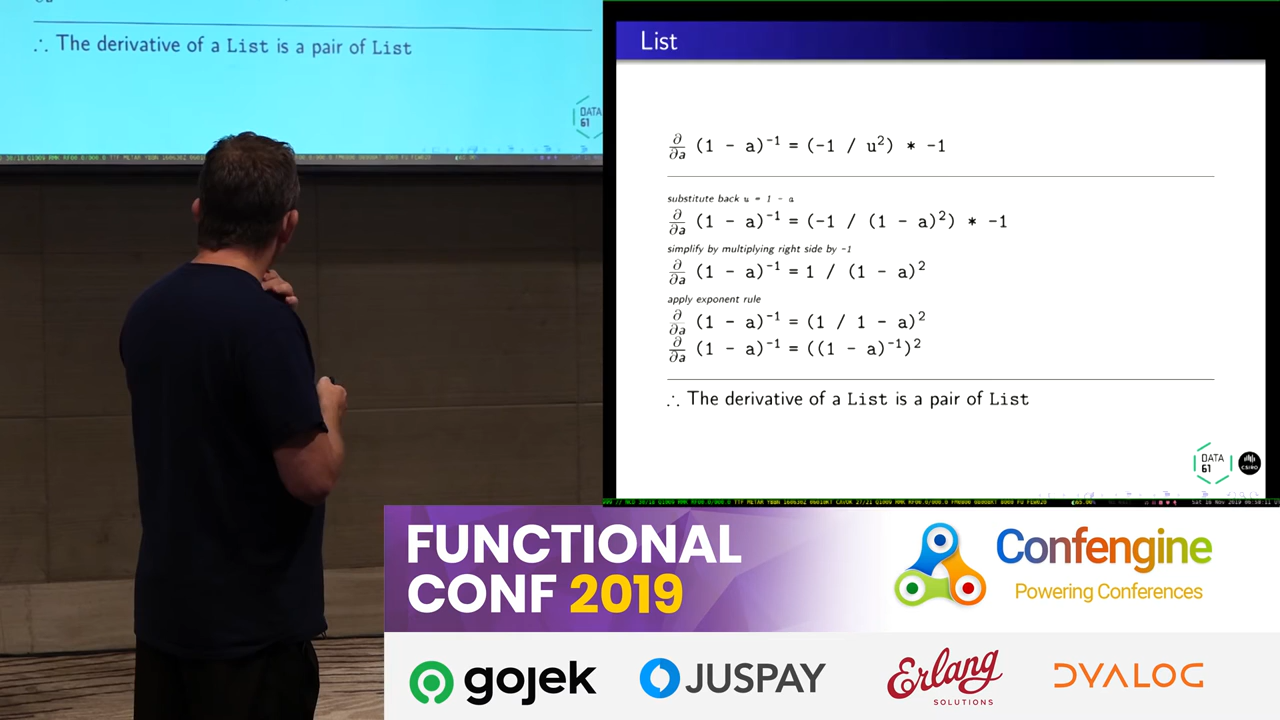 ∴ The derivative of a List is a pair of List
DATA
61
List
∂/∂a (1 - a)⁻¹ = (-1 / u²) * -1
substitute back u = 1 - a
∂/∂a (1 - a)⁻¹ = (-1 / (1 - a)²) * -1
simplify by multiplying right side by -1
∂/∂a (1 - a)⁻¹ = 1 / (1 - a)²
apply exponent rule
∂/∂a (1 - a)⁻¹ = (1 / 1 - a)²
∂/∂a (1 - a)⁻¹ = ((1 - a)⁻¹)²
∴ The derivative of a List is a pair of List
DATA
61
CSIRO
FUNCTIONAL
CONF 2019
Confengine
Powering Conferences
gojek
JUSPAY
Erlang
SOLUTIONS
DYALOG